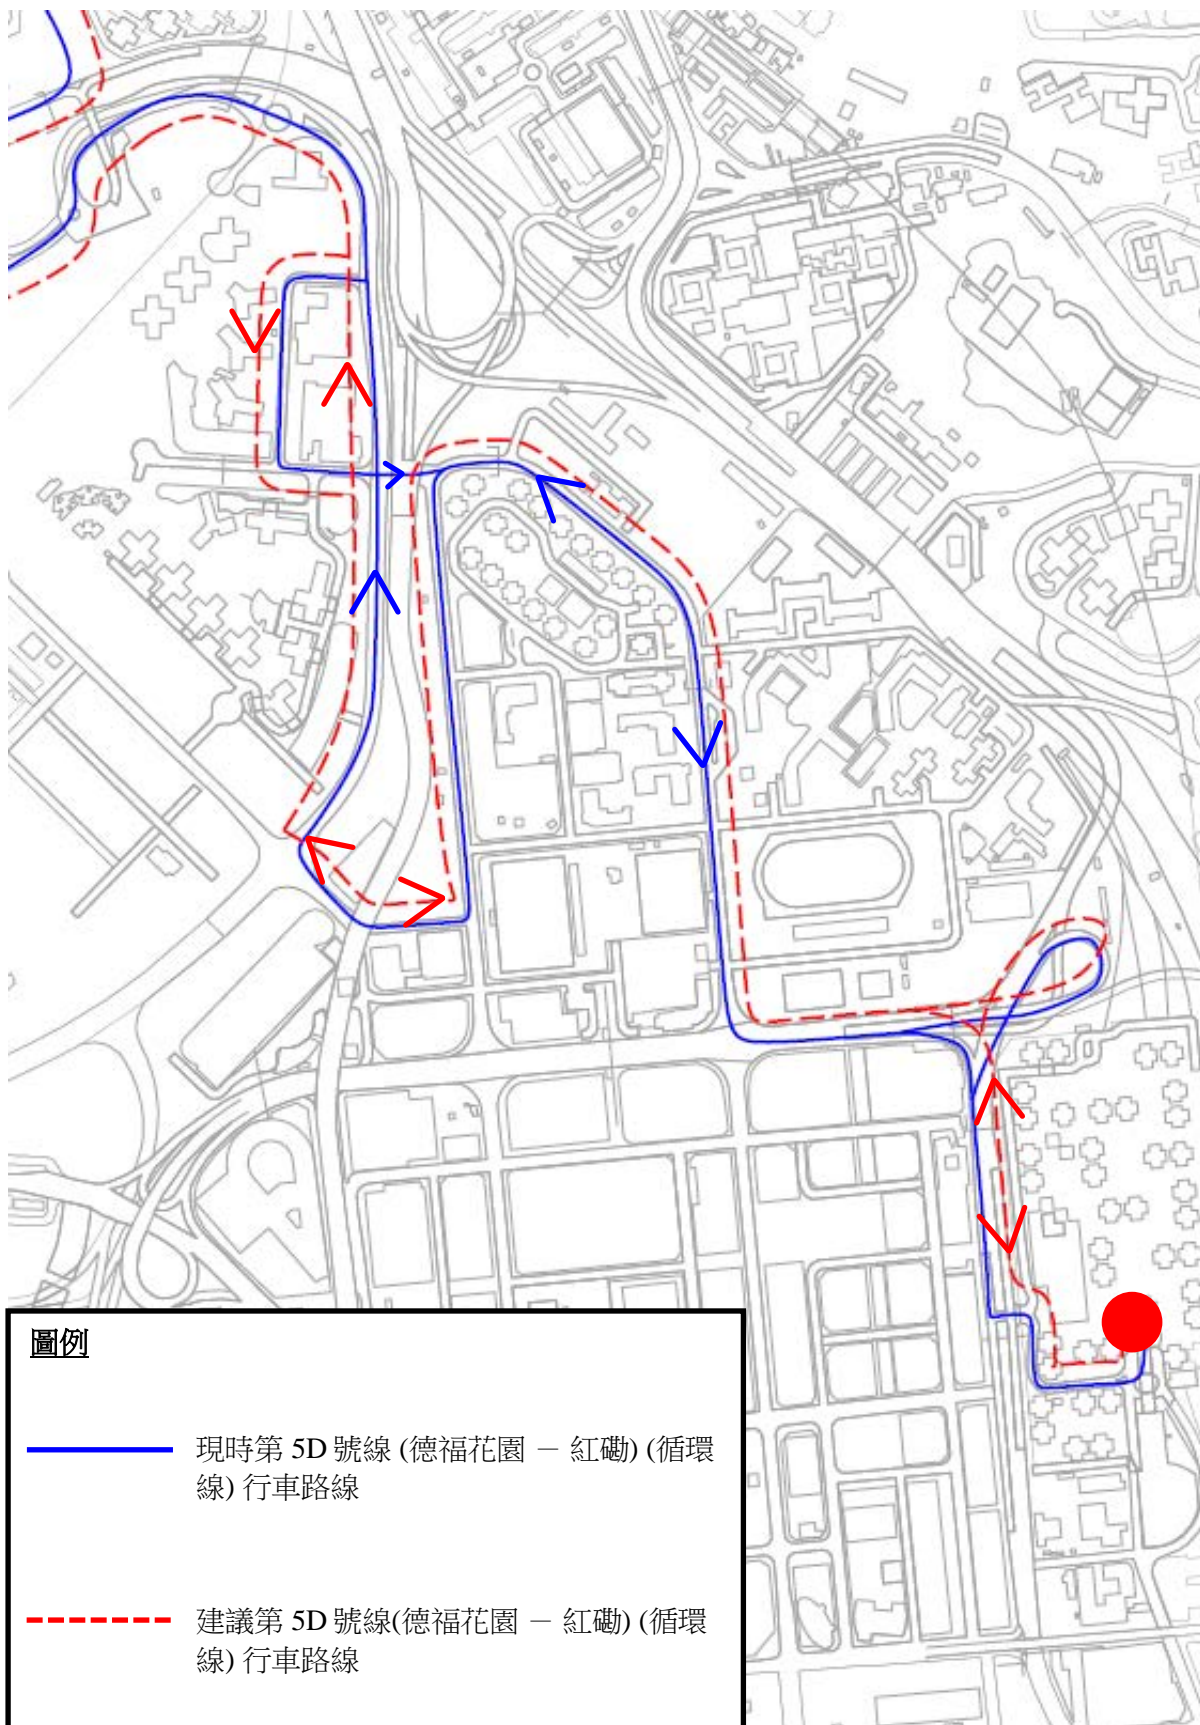 圖例
現時第 5D 號線 (德福花園 － 紅磡) (循環
線) 行車路線
建議第 5D 號線(德福花園 － 紅磡) (循環
線) 行車路線